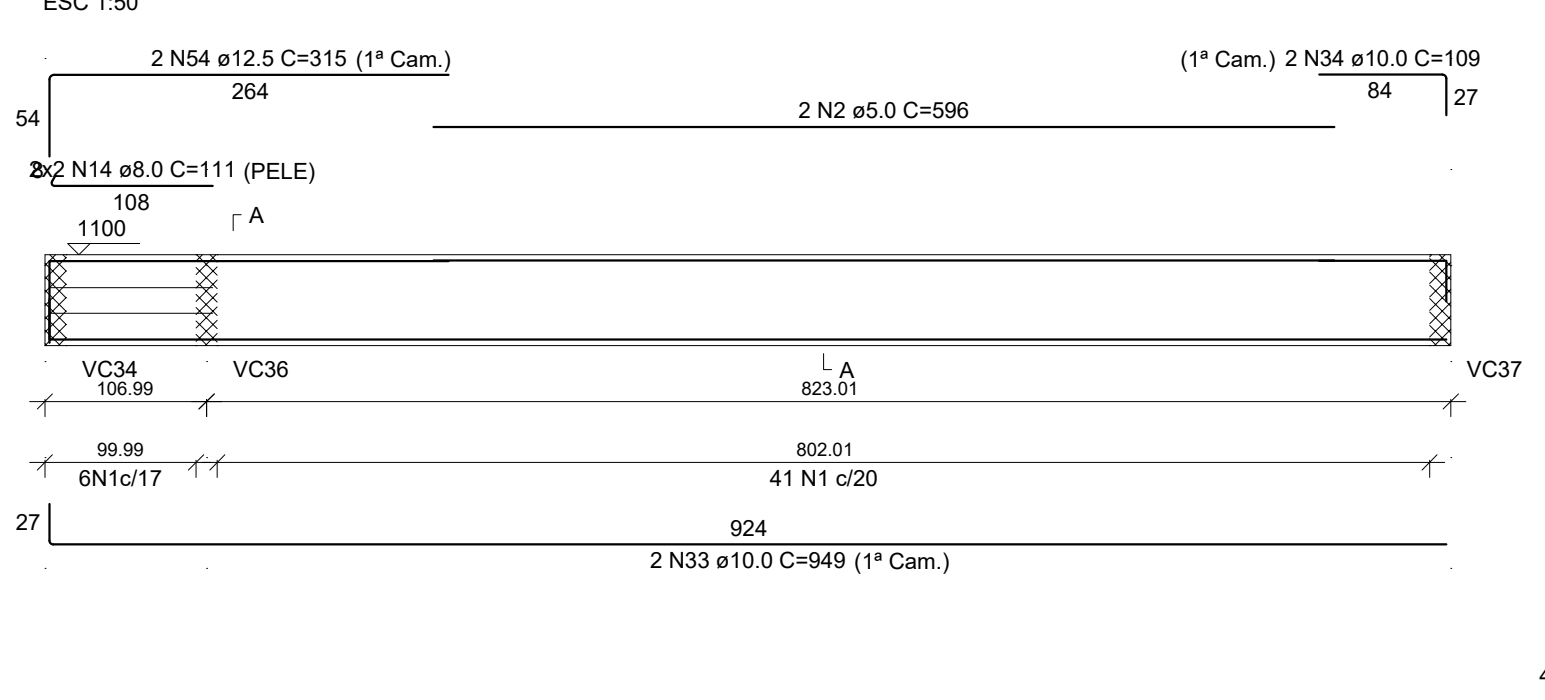 ESC 1:50
2 N54 ø12.5 C=315 (1ª Cam.)
(1ª Cam.) 2 N34 ø10.0 C=109
264
84
54
27
2 N2 ø5.0 C=596
8
2x2 N14 ø8.0 C=111 (PELE)
108
A
1100
VC34
VC36
A
VC37
106.99
823.01
99.99
802.01
6N1c/17
41 N1 c/20
27
924
2 N33 ø10.0 C=949 (1ª Cam.)